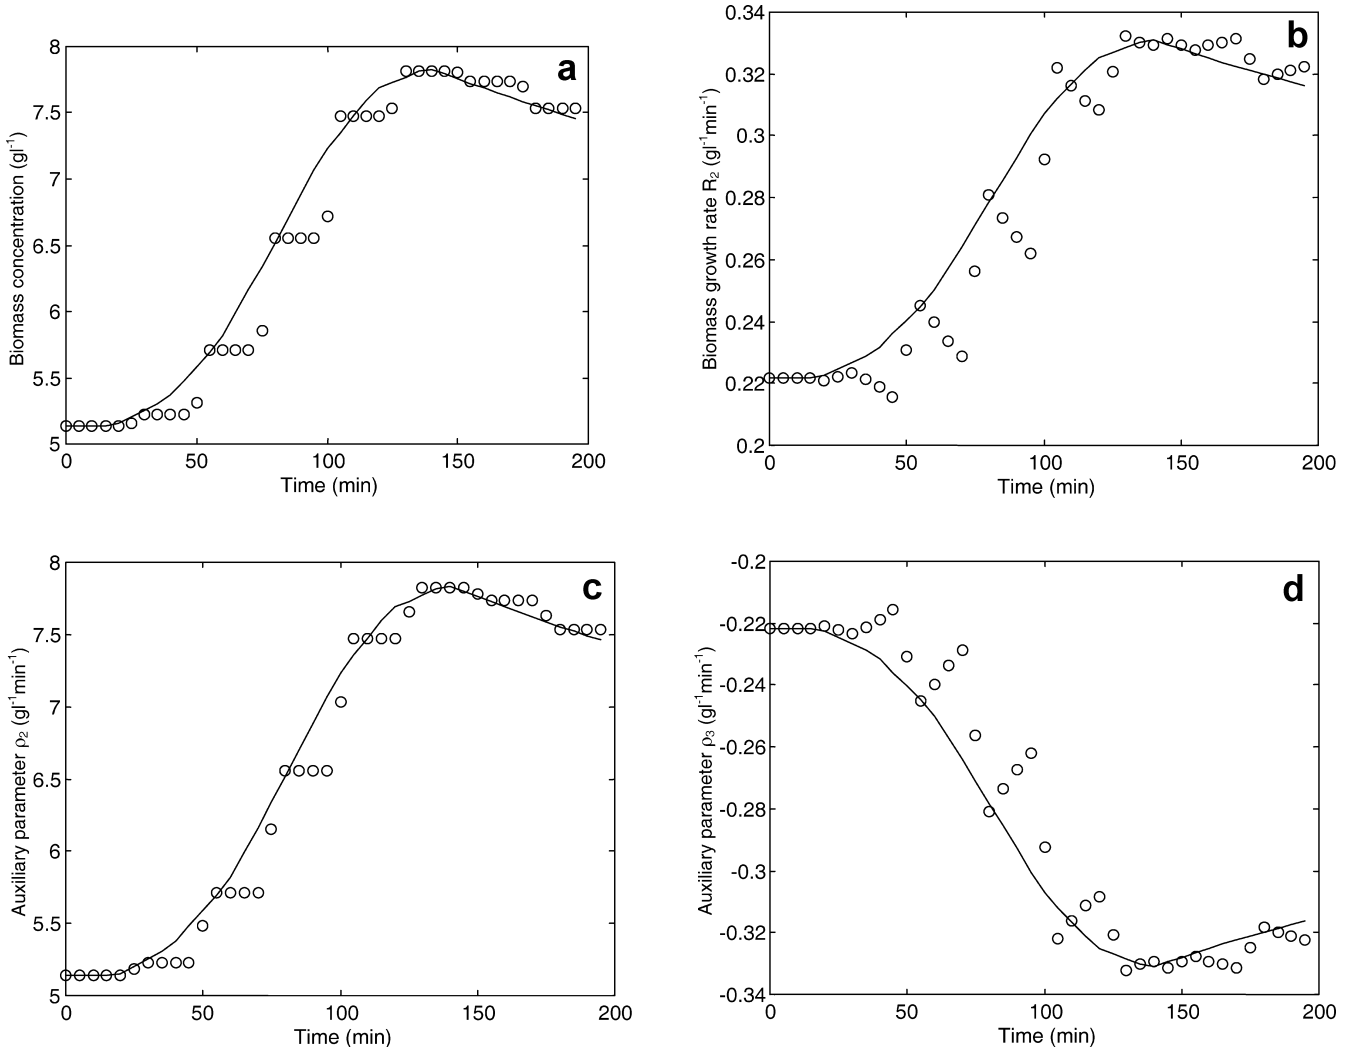 a
8
7.5
7
6.5
6
5.5
5
0 50 100 150 200
Time (min)
Biomass concentration (gl⁻¹)
b
0.34
0.32
0.3
0.28
0.26
0.24
0.22
0.2
0 50 100 150 200
Time (min)
Biomass growth rate R₂ (gl⁻¹min⁻¹)
c
8
7.5
7
6.5
6
5.5
5
0 50 100 150 200
Time (min)
Auxiliary parameter ρ₂ (gl⁻¹min⁻¹)
d
-0.2
-0.22
-0.24
-0.26
-0.28
-0.3
-0.32
-0.34
0 50 100 150 200
Time (min)
Auxiliary parameter ρ₃ (gl⁻¹min⁻¹)